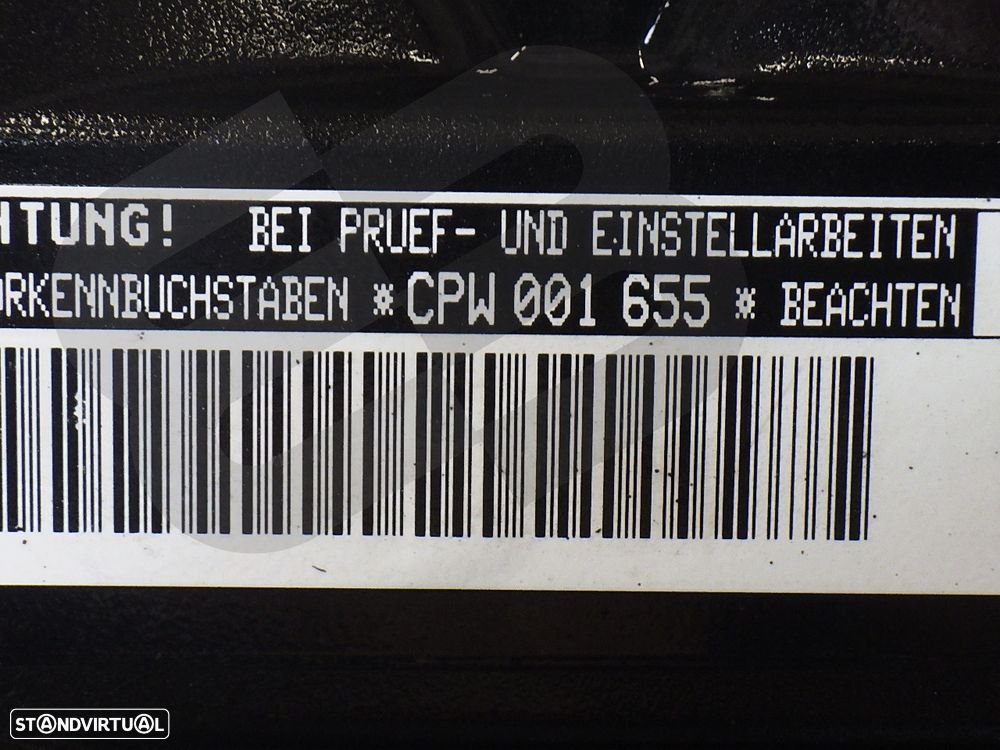 HTUNG! BEI PRUEF- UND EINSTELLARBEITEN
ORKENNBUCHSTABEN *CPW 001 655* BEACHTEN
STANDVIRTUAL